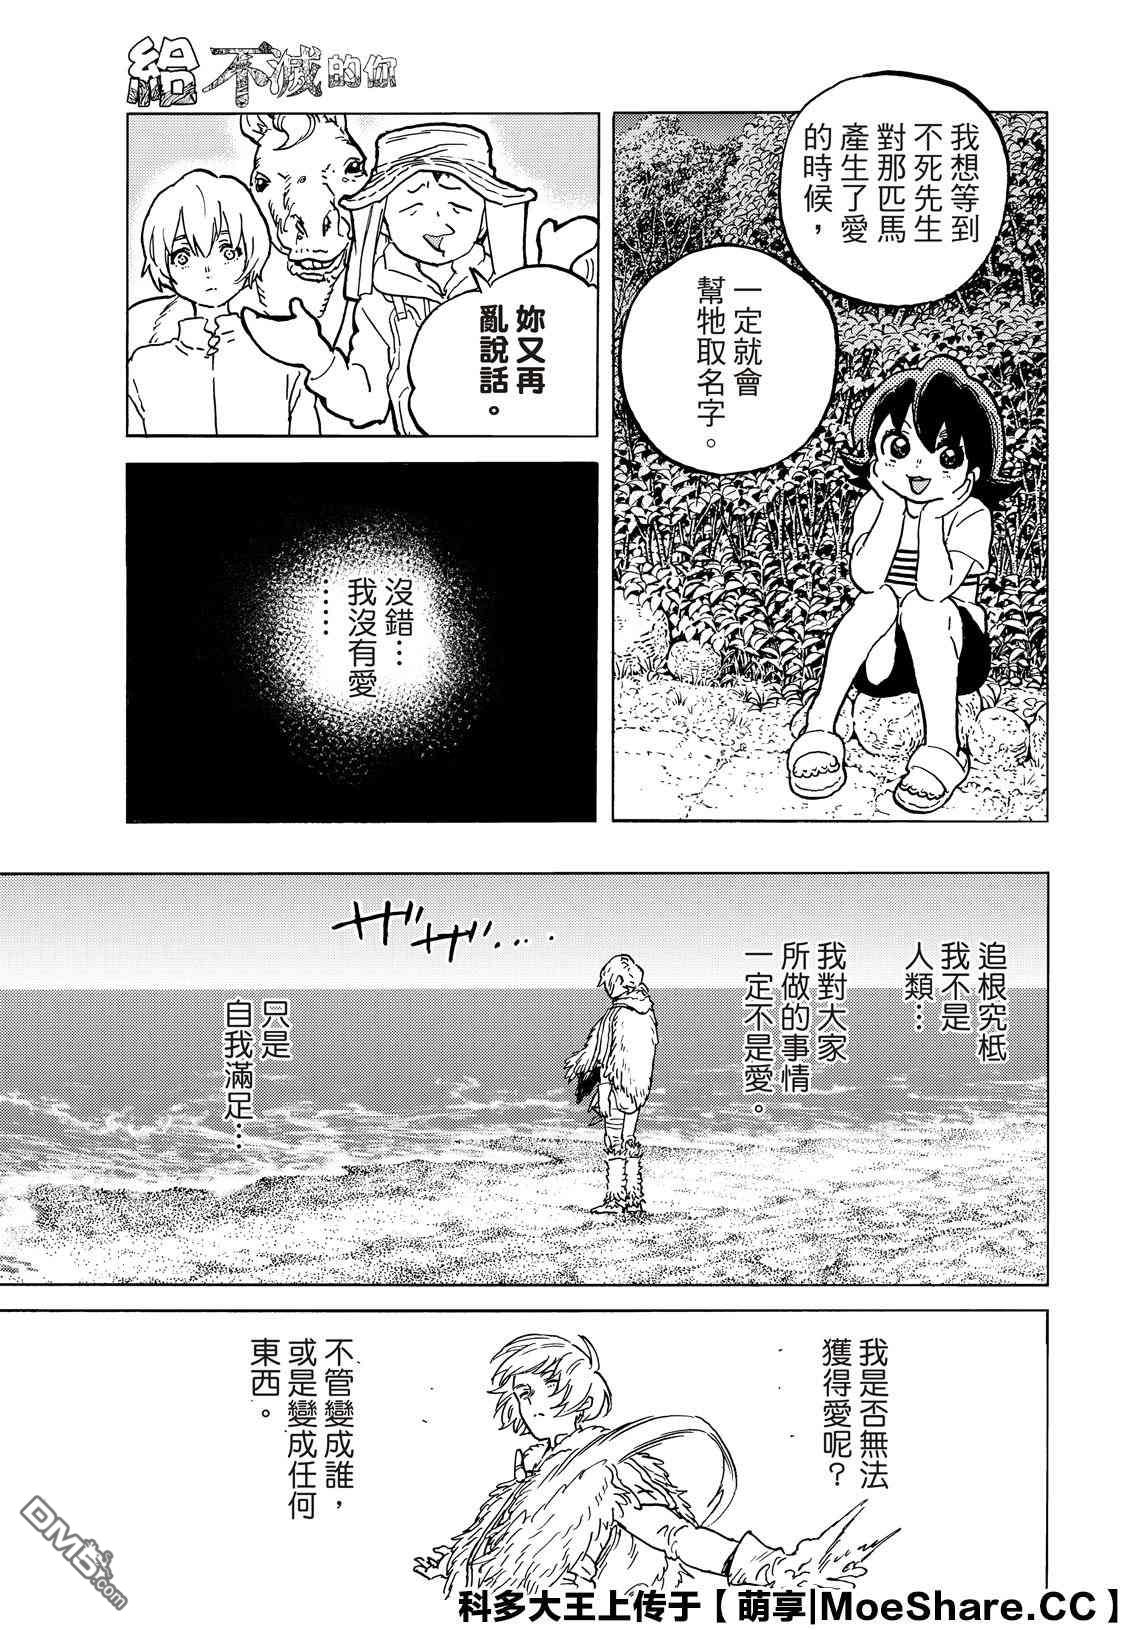 給不滅的你
我想等到
不死先生
對那匹馬
產生了愛
的時候，
一定就會
幫牠取名字。
妳又再
亂說話。
沒錯…
我沒有愛
……
追根究柢
我不是
人類…
我對大家
所做的事情
一定不是愛。
ザザザ…
只是
自我滿足…
我是否無法
獲得愛呢？
不管變成誰，
或是變成任何
東西。
DM5.com
科多大王上传于【萌享|MoeShare.CC】